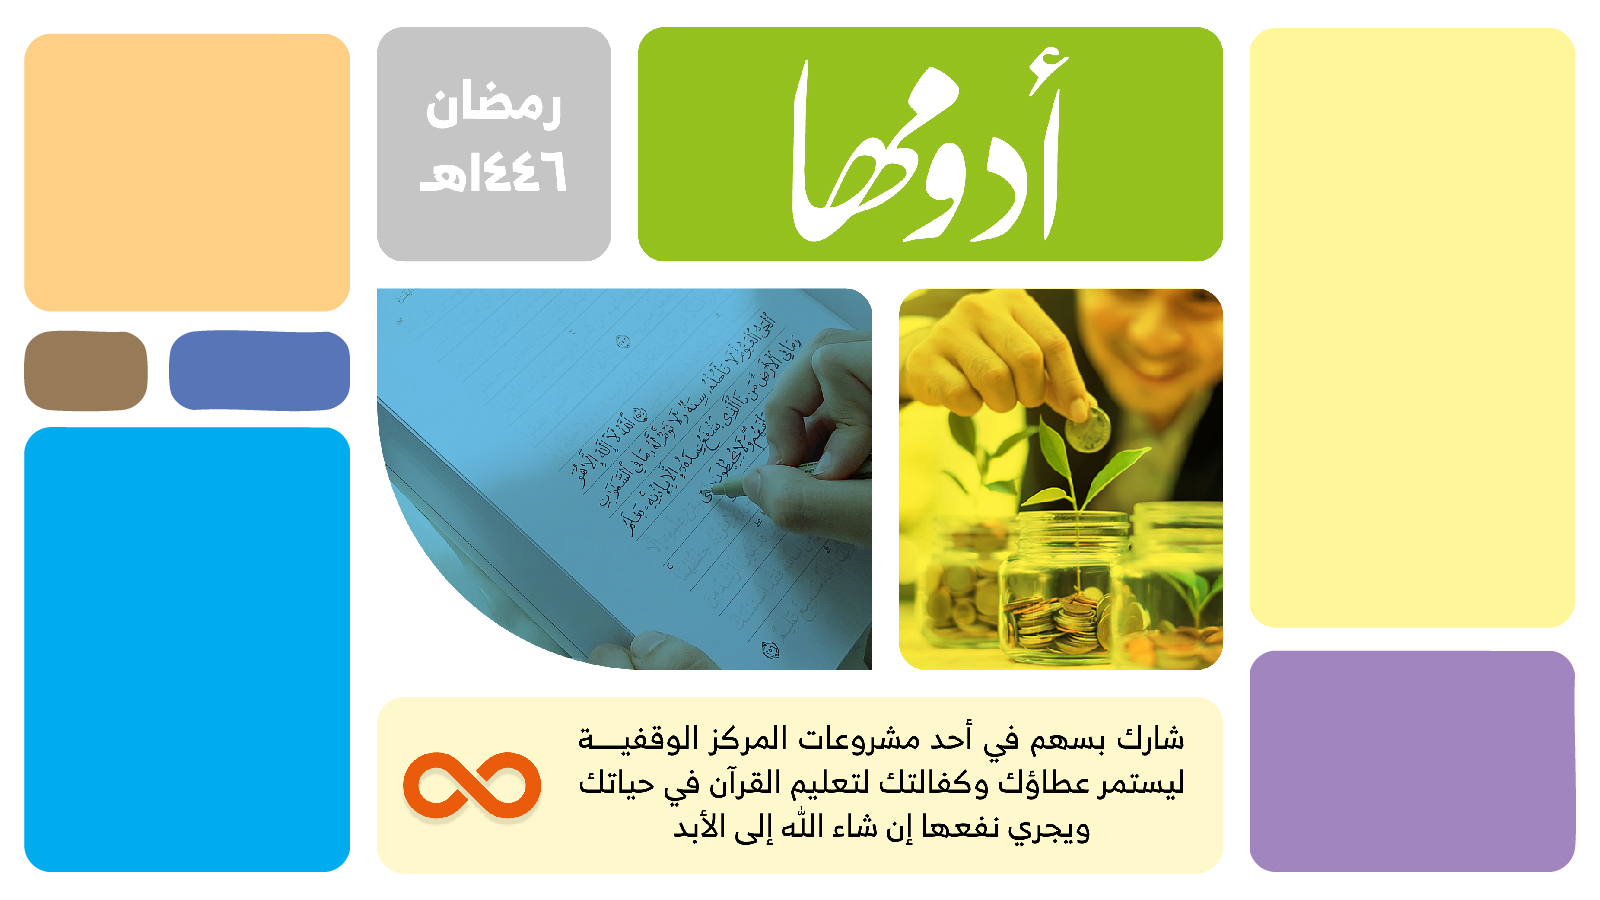 أدومها
رمضان
١٤٤٦هـ
شارك بسهم في أحد مشروعات المركز الوقفيـــة
ليستمر عطاؤك وكفالتك لتعليم القرآن في حياتك
ويجري نفعها إن شاء الله إلى الأبد